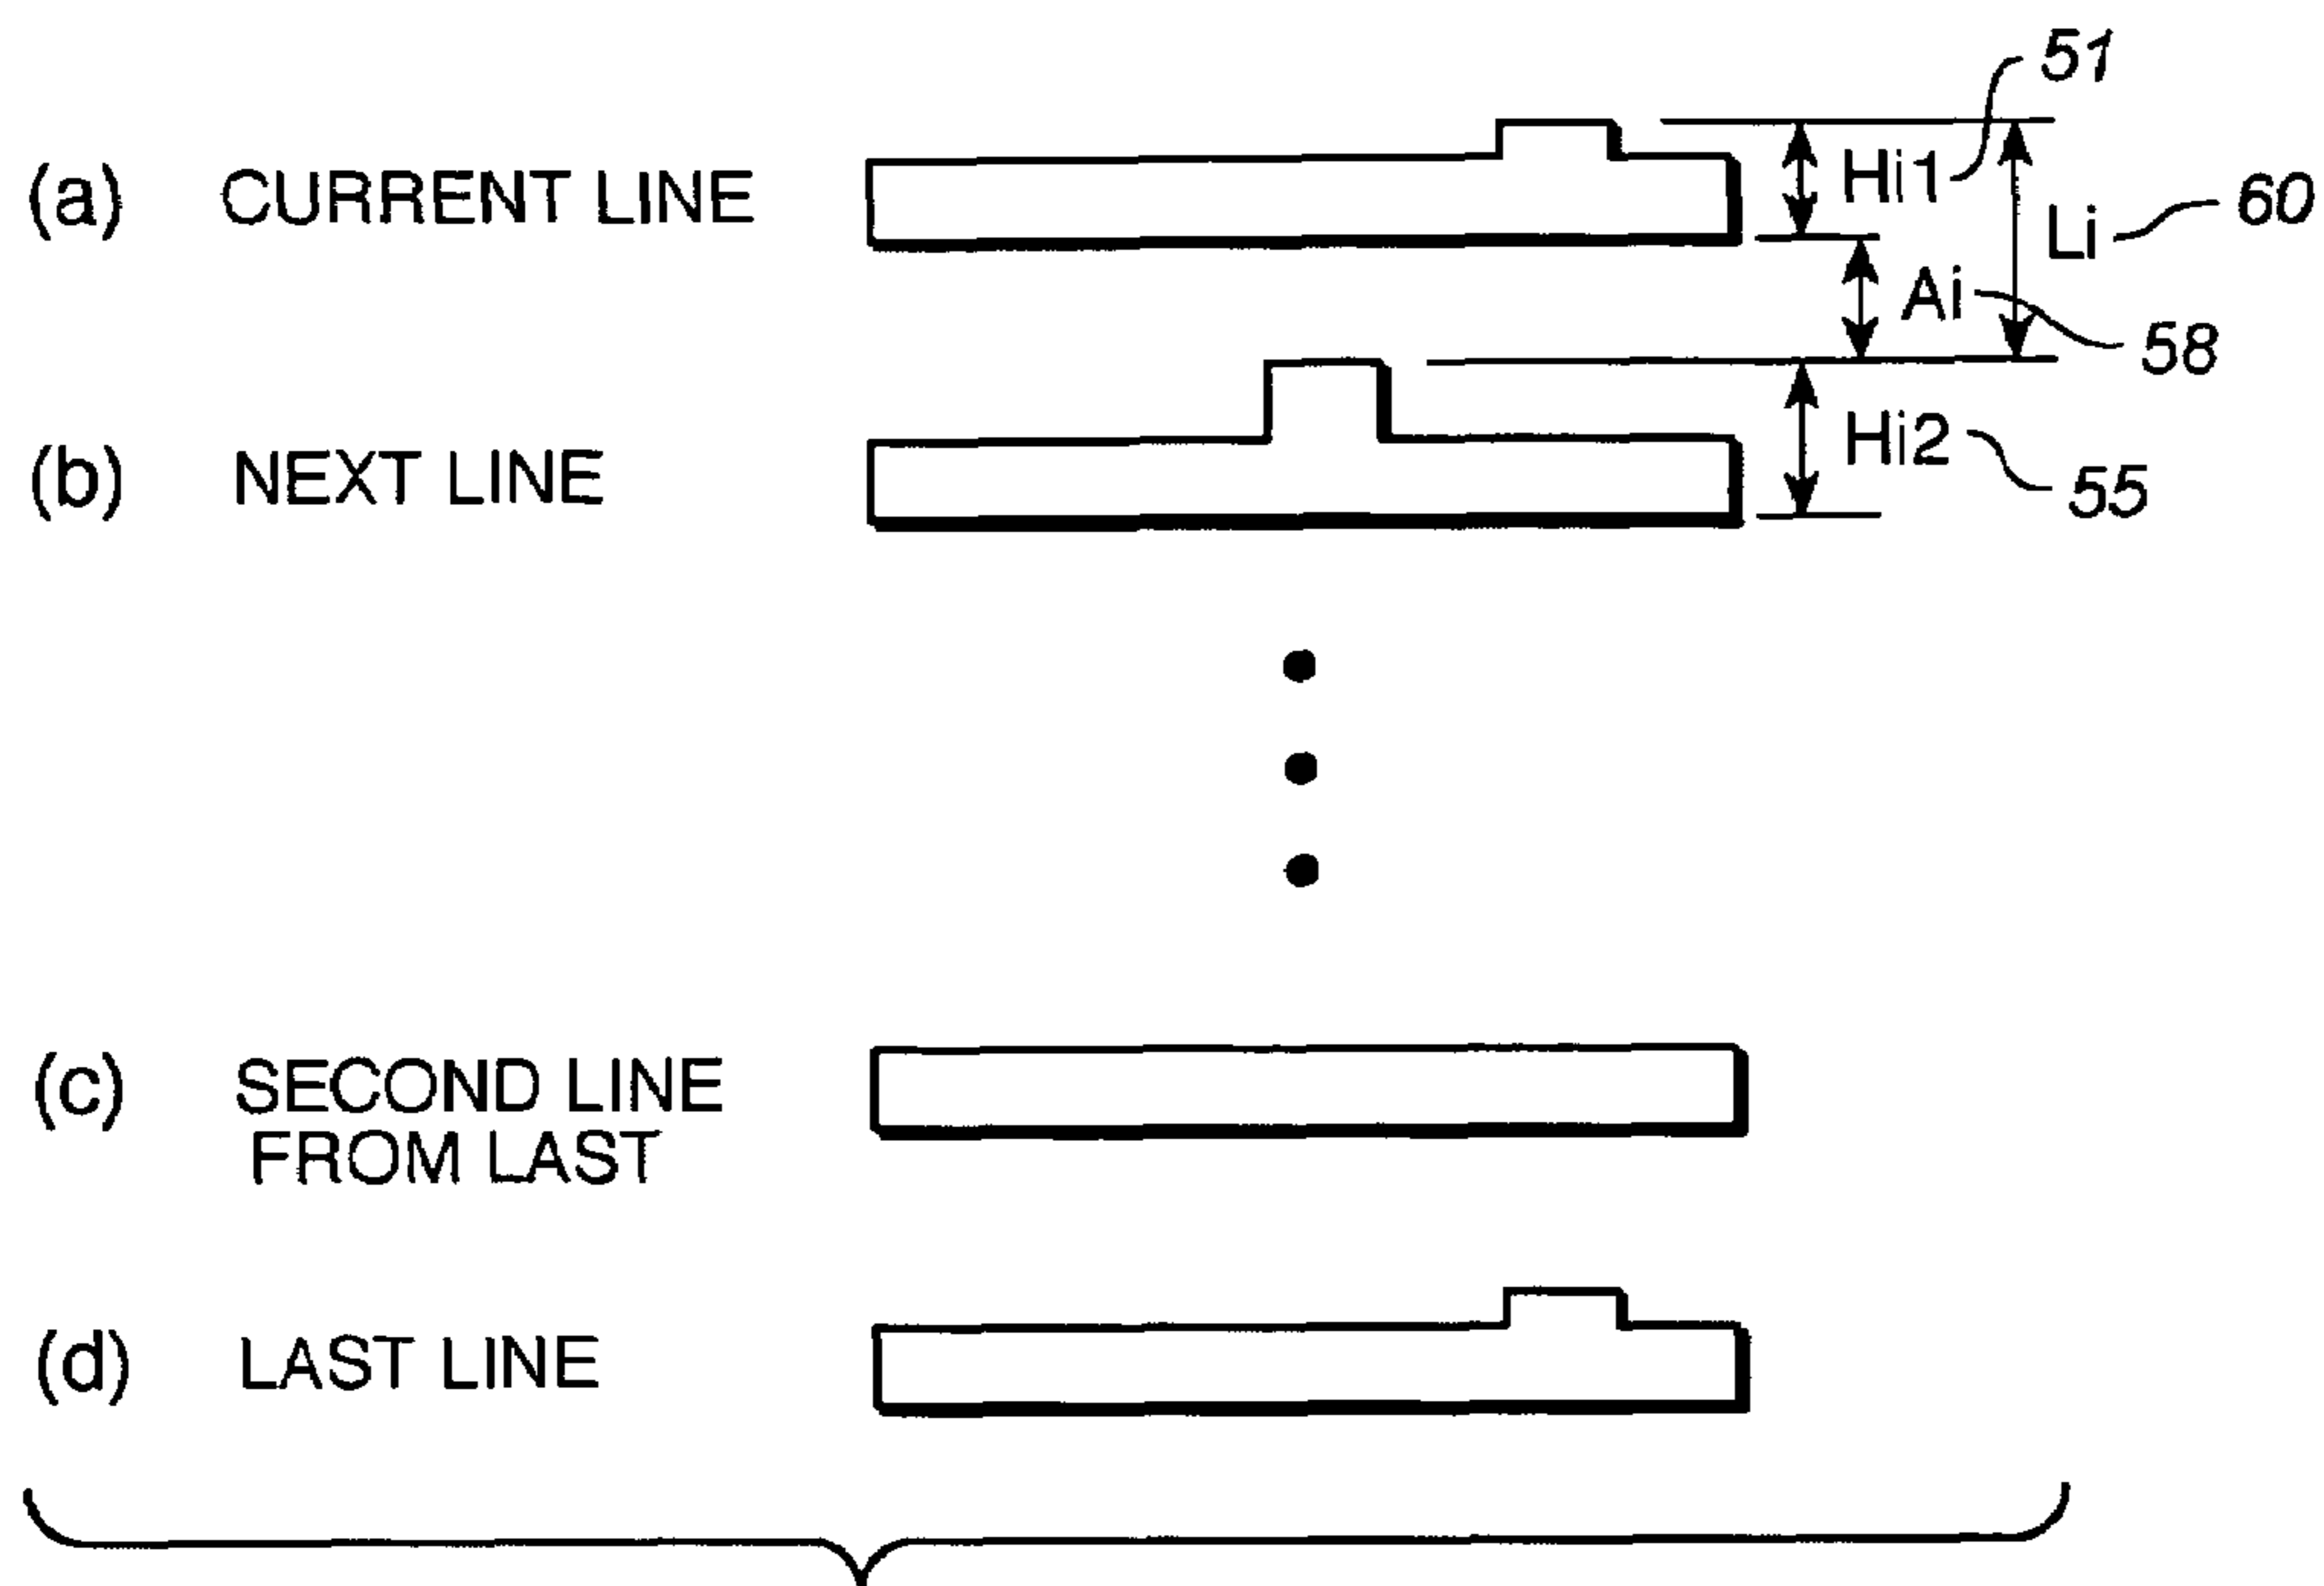 51
(a) CURRENT LINE Hi1
Li 60
Ai
58
(b) NEXT LINE Hi2
55
(c) SECOND LINE
FROM LAST
(d) LAST LINE